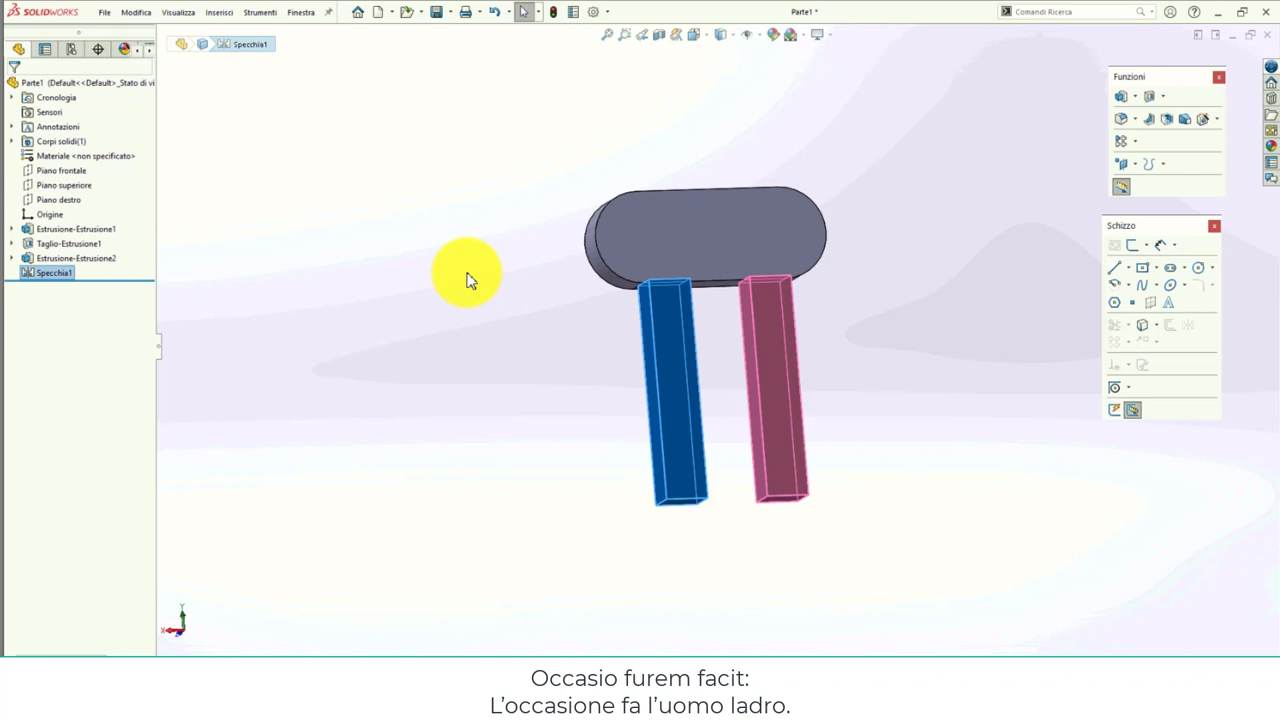 SOLIDWORKS
File
Modifica
Visualizza
Inserisci
Strumenti
Finestra
Parte1 *
Comandi Ricerca
Specchia1
Parte1 (Default<<Default>_Stato di vi
Cronologia
Sensori
Annotazioni
Corpi solidi(1)
Materiale <non specificato>
Piano frontale
Piano superiore
Piano destro
Origine
Estrusione-Estrusione1
Taglio-Estrusione1
Estrusione-Estrusione2
Specchia1
Funzioni
Schizzo
Y
X
Occasio furem facit:
L’occasione fa l’uomo ladro.